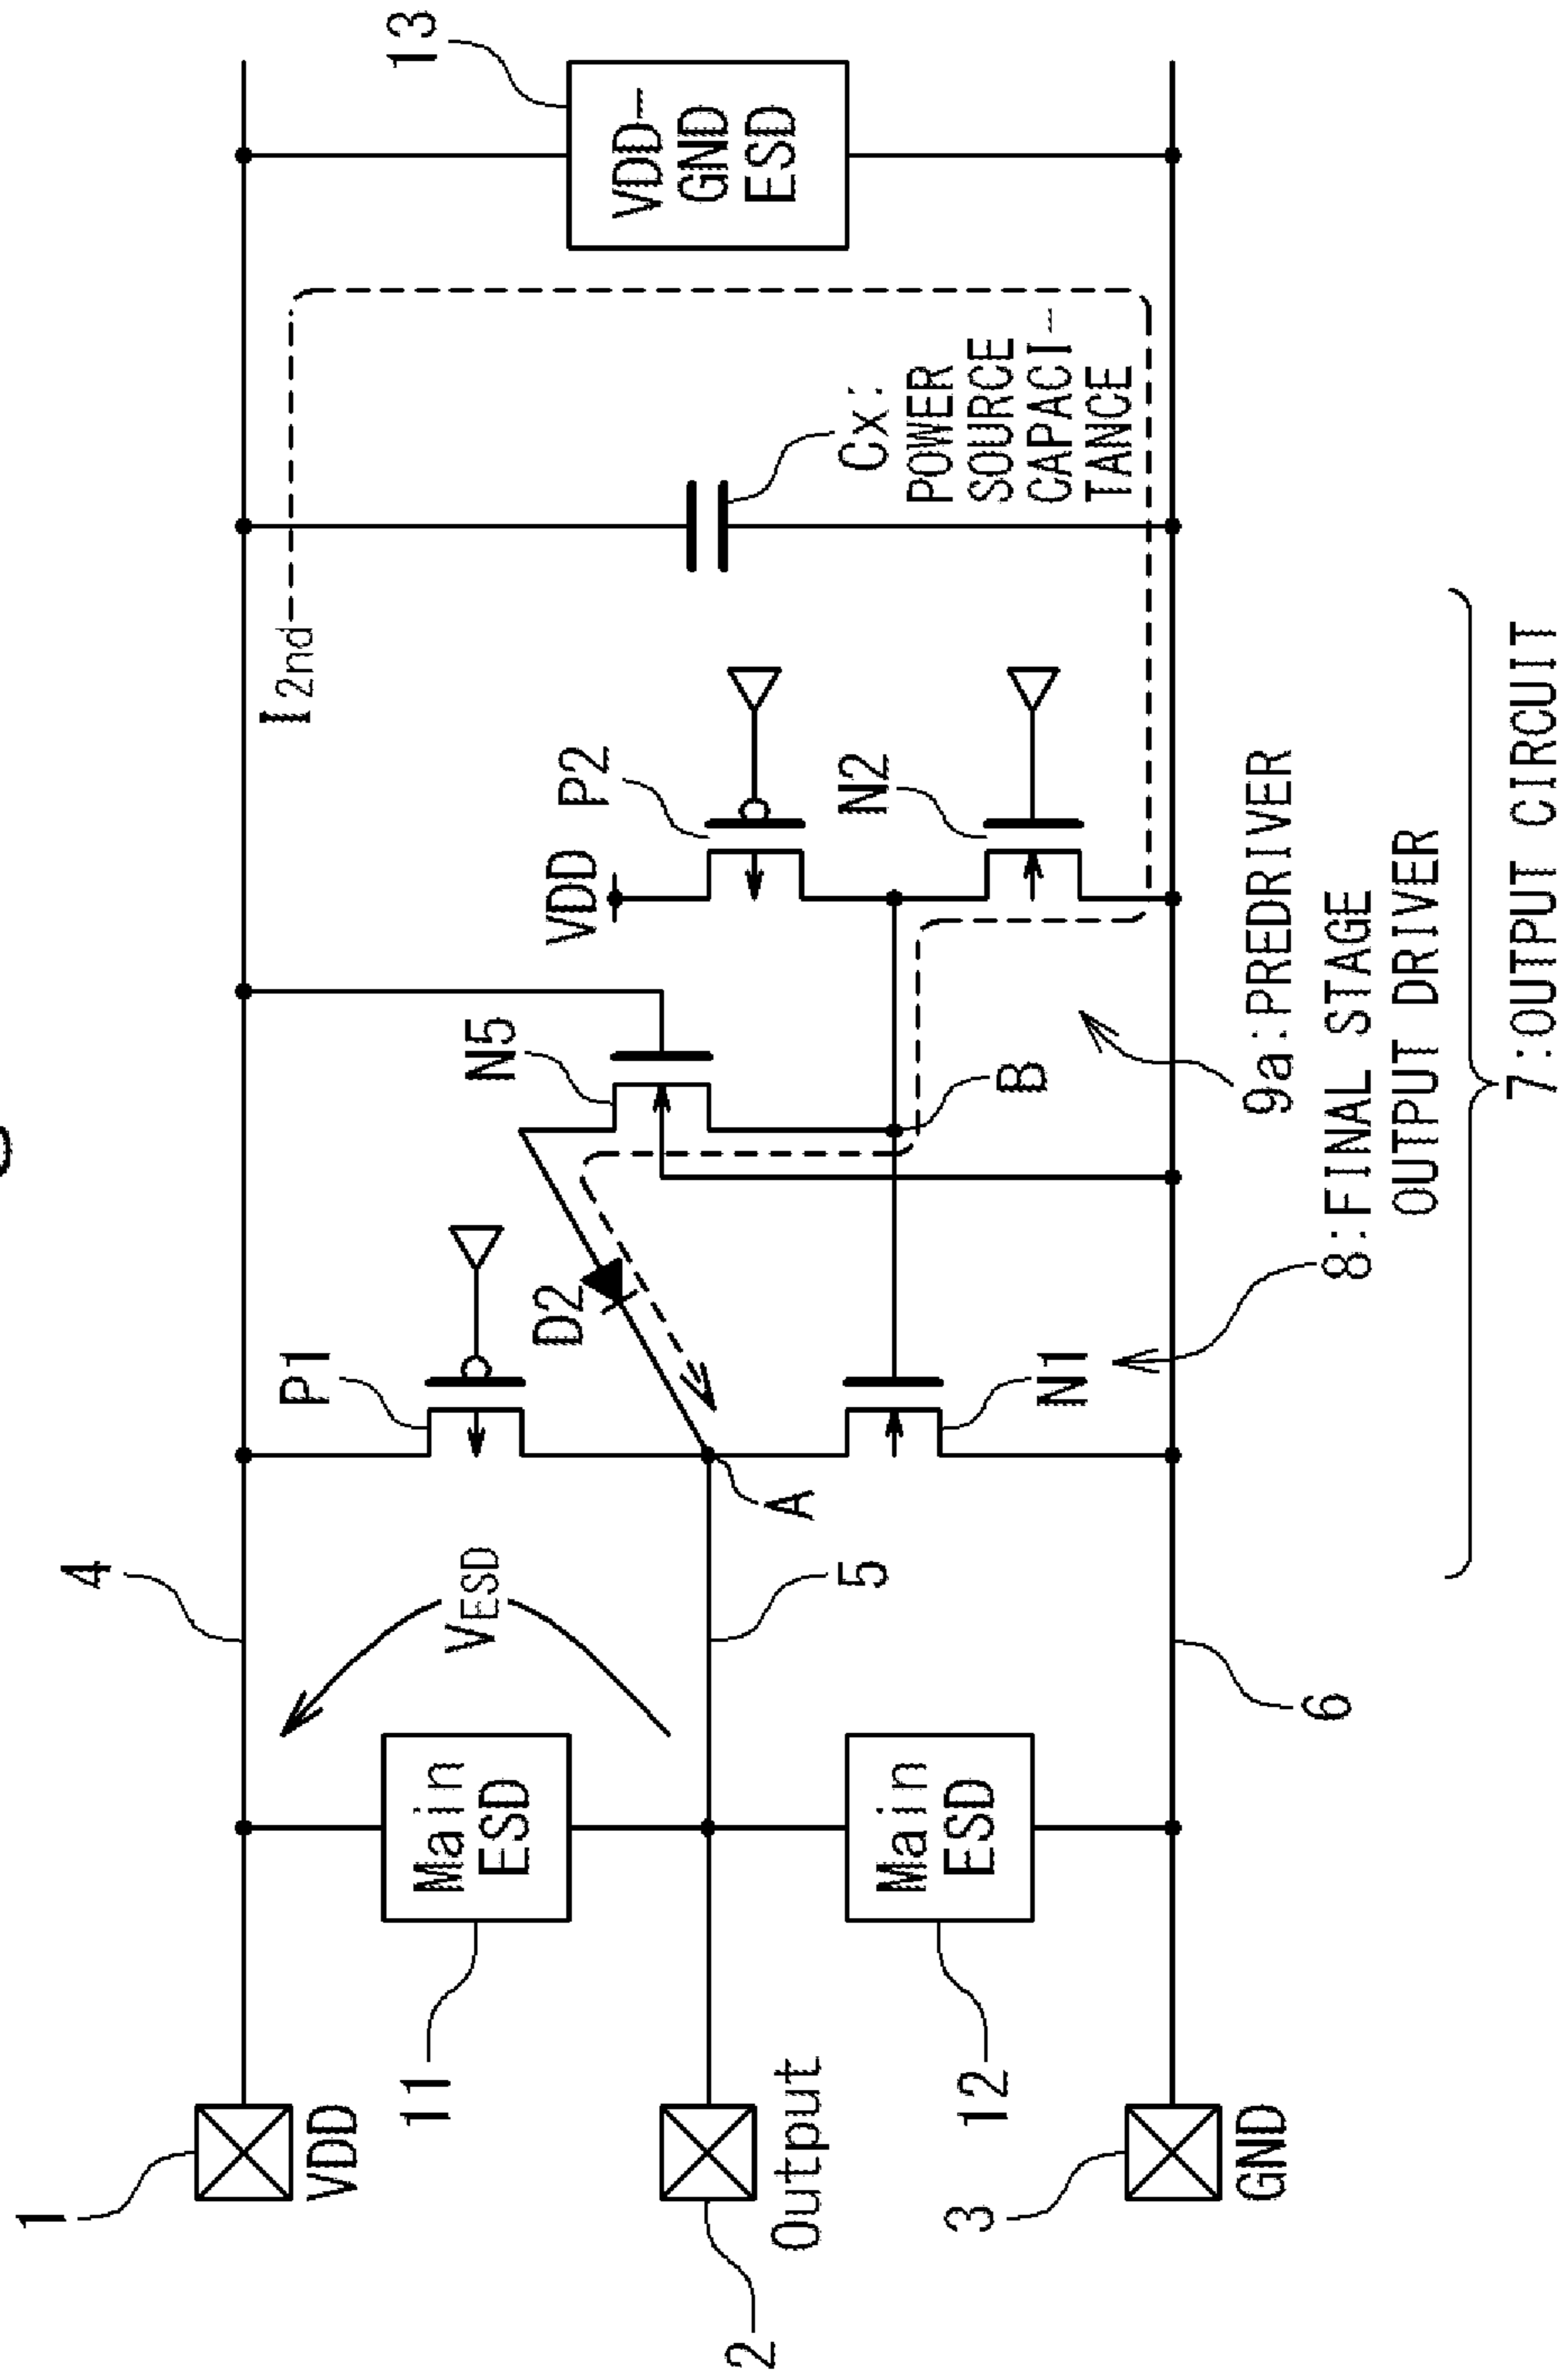 1
VDD
2
Output
3
GND
4
5
6
11
Main
ESD
12
Main
ESD
VESD
A
P1
D2
N1
N5
B
VDD
P2
N2
I2nd
Cx:
POWER
SOURCE
CAPACI-
TANCE
13
VDD-
GND
ESD
9a:PREDRIVER
8:FINAL STAGE
OUTPUT DRIVER
7:OUTPUT CIRCUIT